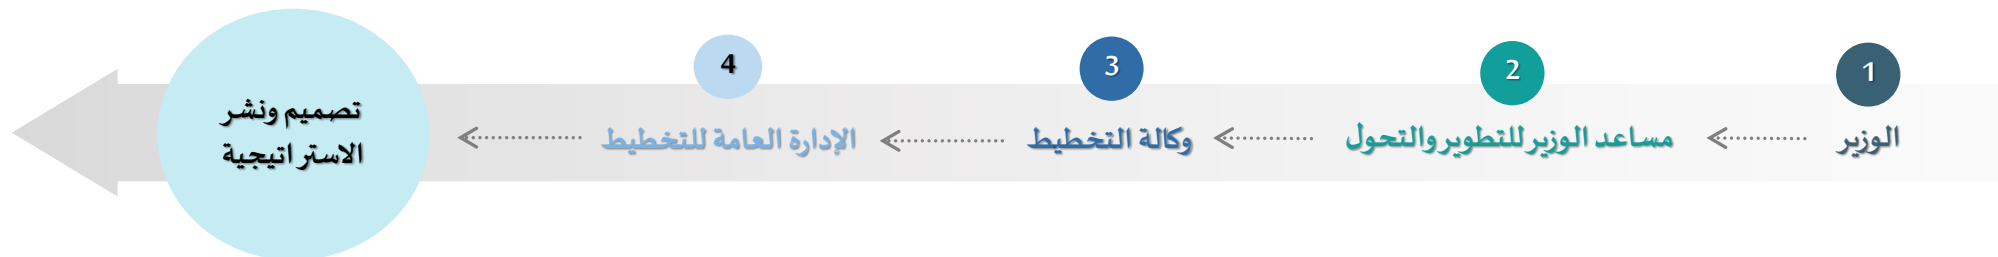 1
الوزير
2
مساعد الوزير للتطوير والتحول
3
وكالة التخطيط
4
الإدارة العامة للتخطيط
تصميم ونشر
الاستراتيجية